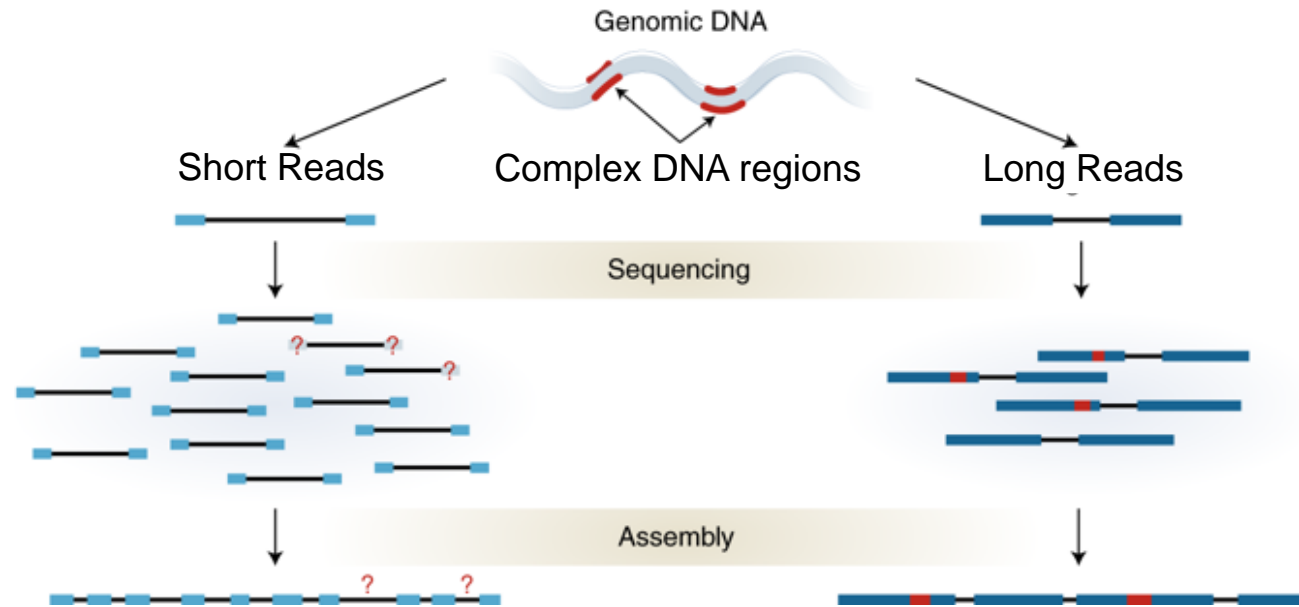 Genomic DNA
Short Reads
Complex DNA regions
Long Reads
Sequencing
? ?
?
Assembly
? ?